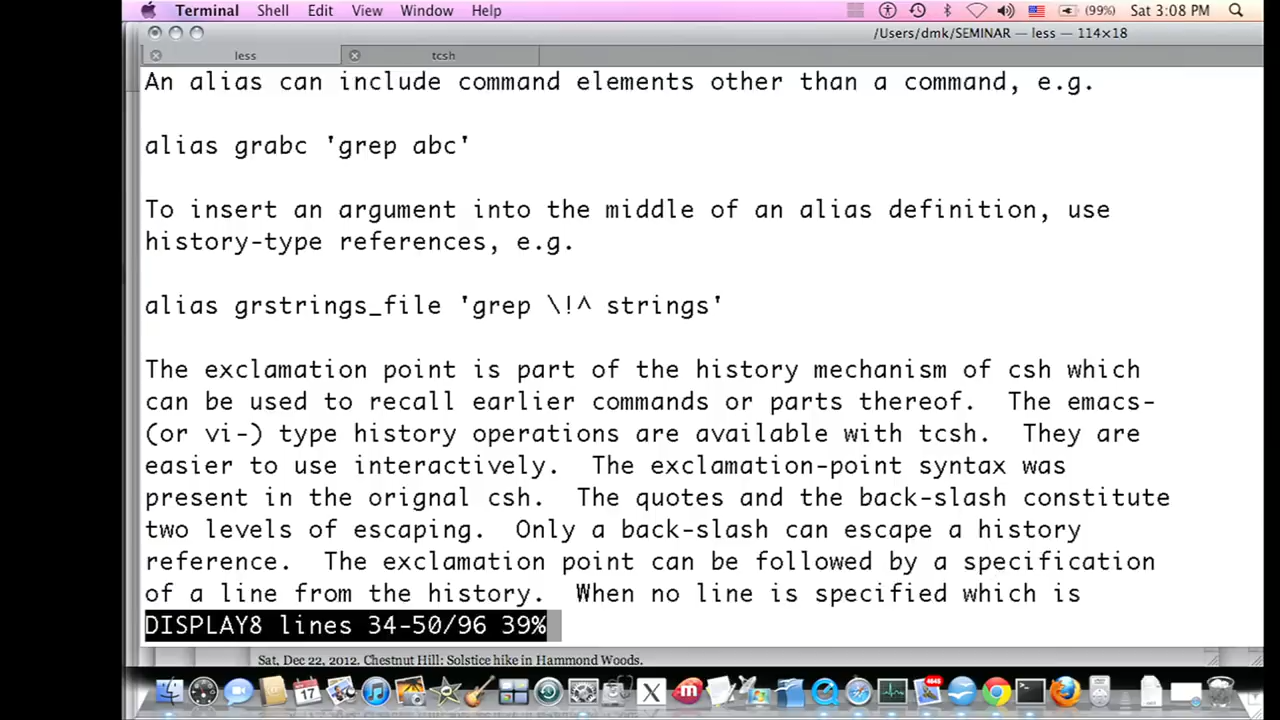 Terminal Shell Edit View Window Help (99%) Sat 3:08 PM
/Users/dmk/SEMINAR — less — 114×18
less tcsh
An alias can include command elements other than a command, e.g.
alias grabc 'grep abc'
To insert an argument into the middle of an alias definition, use
history-type references, e.g.
alias grstrings_file 'grep \!^ strings'
The exclamation point is part of the history mechanism of csh which
can be used to recall earlier commands or parts thereof. The emacs-
(or vi-) type history operations are available with tcsh. They are
easier to use interactively. The exclamation-point syntax was
present in the orignal csh. The quotes and the back-slash constitute
two levels of escaping. Only a back-slash can escape a history
reference. The exclamation point can be followed by a specification
of a line from the history. When no line is specified which is
DISPLAY8 lines 34-50/96 39%
Sat, Dec 22, 2012. Chestnut Hill: Solstice hike in Hammond Woods.
17